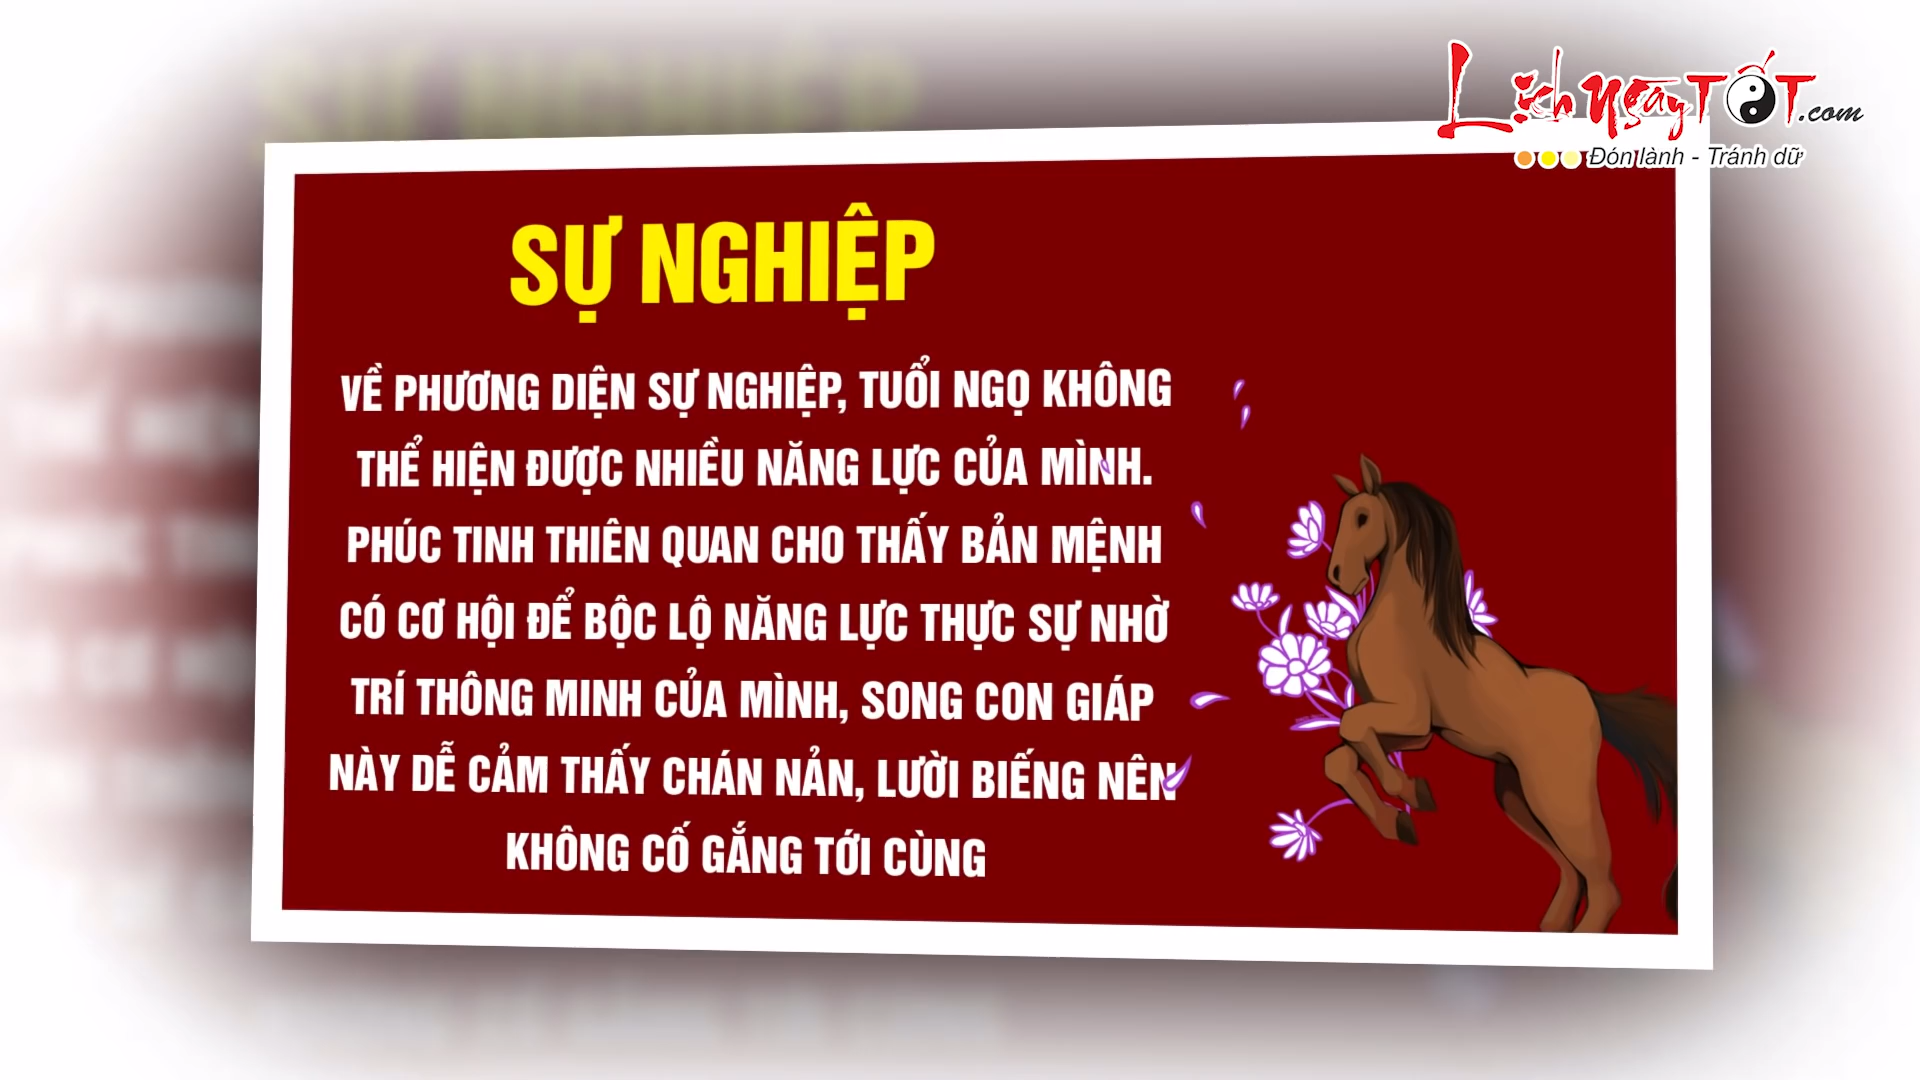 Lịch Ngày TỐT.com
Đón lành - Tránh dữ
SỰ NGHIỆP
VỀ PHƯƠNG DIỆN SỰ NGHIỆP, TUỔI NGỌ KHÔNG
THỂ HIỆN ĐƯỢC NHIỀU NĂNG LỰC CỦA MÌNH.
PHÚC TINH THIÊN QUAN CHO THẤY BẢN MỆNH
CÓ CƠ HỘI ĐỂ BỘC LỘ NĂNG LỰC THỰC SỰ NHỜ
TRÍ THÔNG MINH CỦA MÌNH, SONG CON GIÁP
NÀY DỄ CẢM THẤY CHÁN NẢN, LƯỜI BIẾNG NÊN
KHÔNG CỐ GẮNG TỚI CÙNG